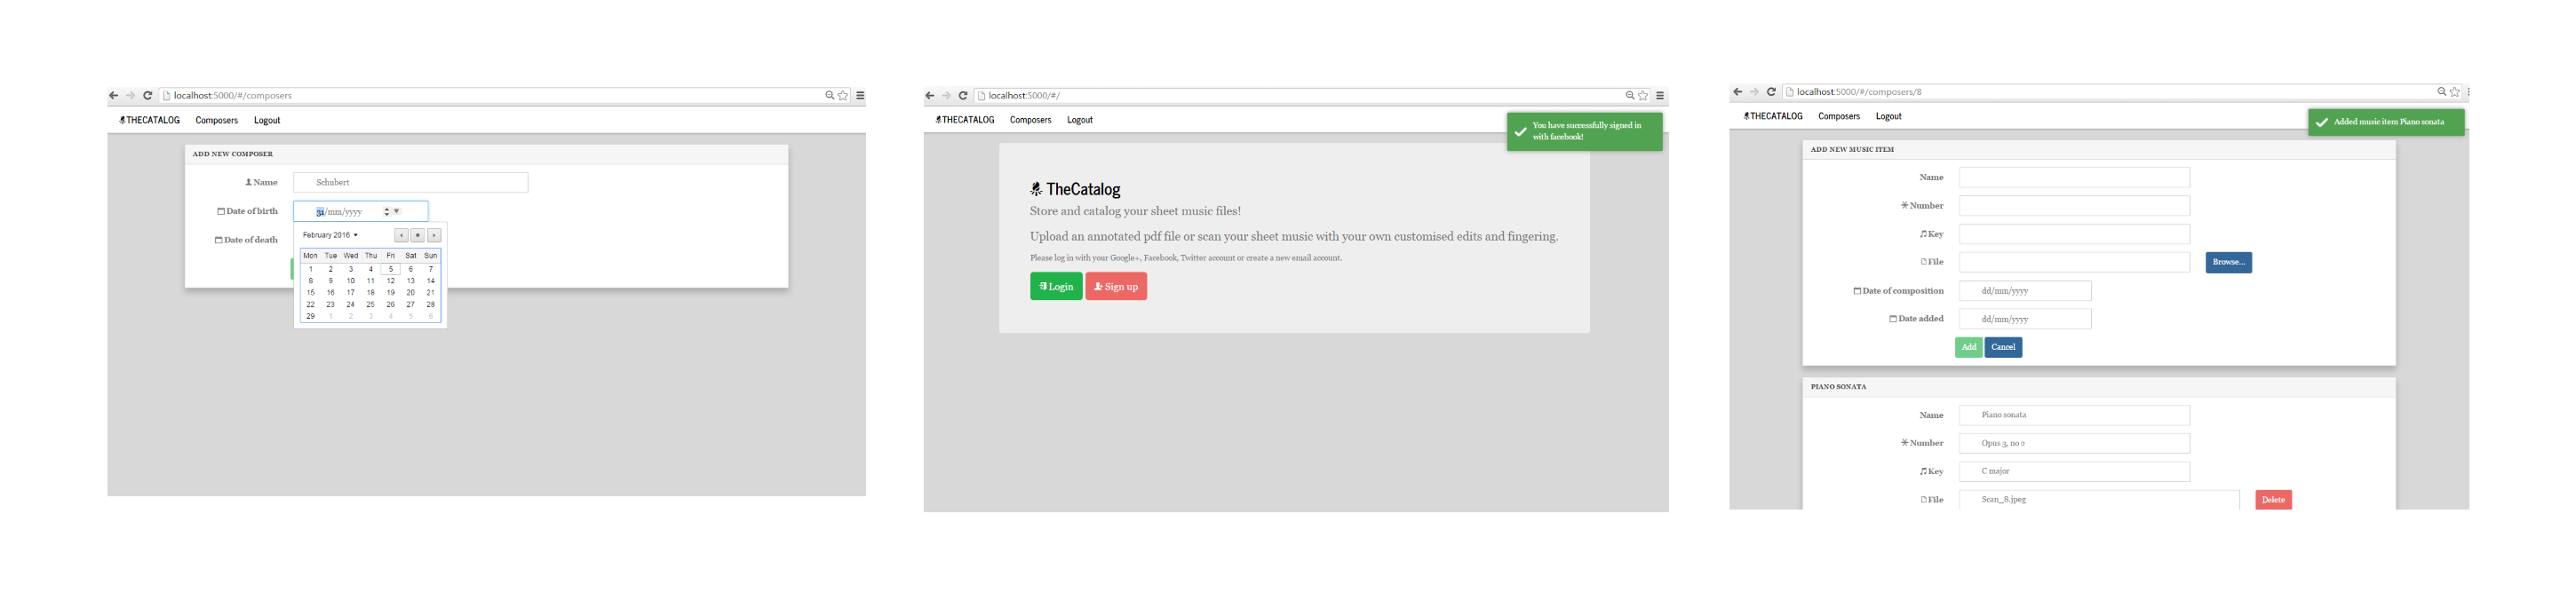 localhost:5000/#/composers
THECATALOG Composers Logout
ADD NEW COMPOSER
Name Schubert
Date of birth 31/mm/yyyy
Date of death
February 2016
Mon Tue Wed Thu Fri Sat Sun
1 2 3 4 5 6 7
8 9 10 11 12 13 14
15 16 17 18 19 20 21
22 23 24 25 26 27 28
29 1 2 3 4 5 6
localhost:5000/#/
THECATALOG Composers Logout
You have successfully signed in
with facebook!
TheCatalog
Store and catalog your sheet music files!
Upload an annotated pdf file or scan your sheet music with your own customised edits and fingering.
Please log in with your Google+, Facebook, Twitter account or create a new email account.
Login Sign up
localhost:5000/#/composers/8
THECATALOG Composers Logout
Added music item Piano sonata
ADD NEW MUSIC ITEM
Name
Number
Key
File Browse...
Date of composition dd/mm/yyyy
Date added dd/mm/yyyy
Add Cancel
PIANO SONATA
Name Piano sonata
Number Opus 3, no 2
Key C major
File Scan_8.jpeg Delete